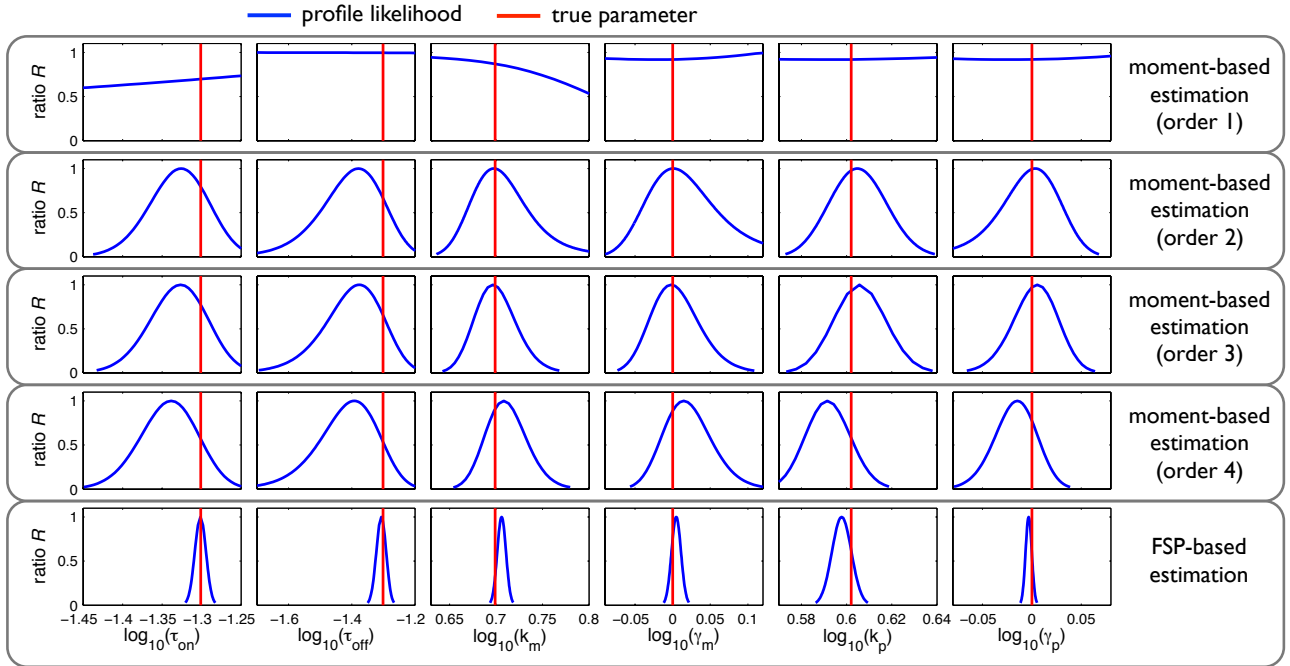 profile likelihood true parameter
ratio R
1
0.5
0
moment-based
estimation
(order 1)
ratio R
1
0.5
0
moment-based
estimation
(order 2)
ratio R
1
0.5
0
moment-based
estimation
(order 3)
ratio R
1
0.5
0
moment-based
estimation
(order 4)
ratio R
1
0.5
0
FSP-based
estimation
−1.45 −1.4 −1.35 −1.3 −1.25 −1.6 −1.4 −1.2 0.65 0.7 0.75 0.8 −0.05 0 0.05 0.1 0.58 0.6 0.62 0.64 −0.05 0 0.05
log10(τon) log10(τoff) log10(km) log10(γm) log10(kp) log10(γp)